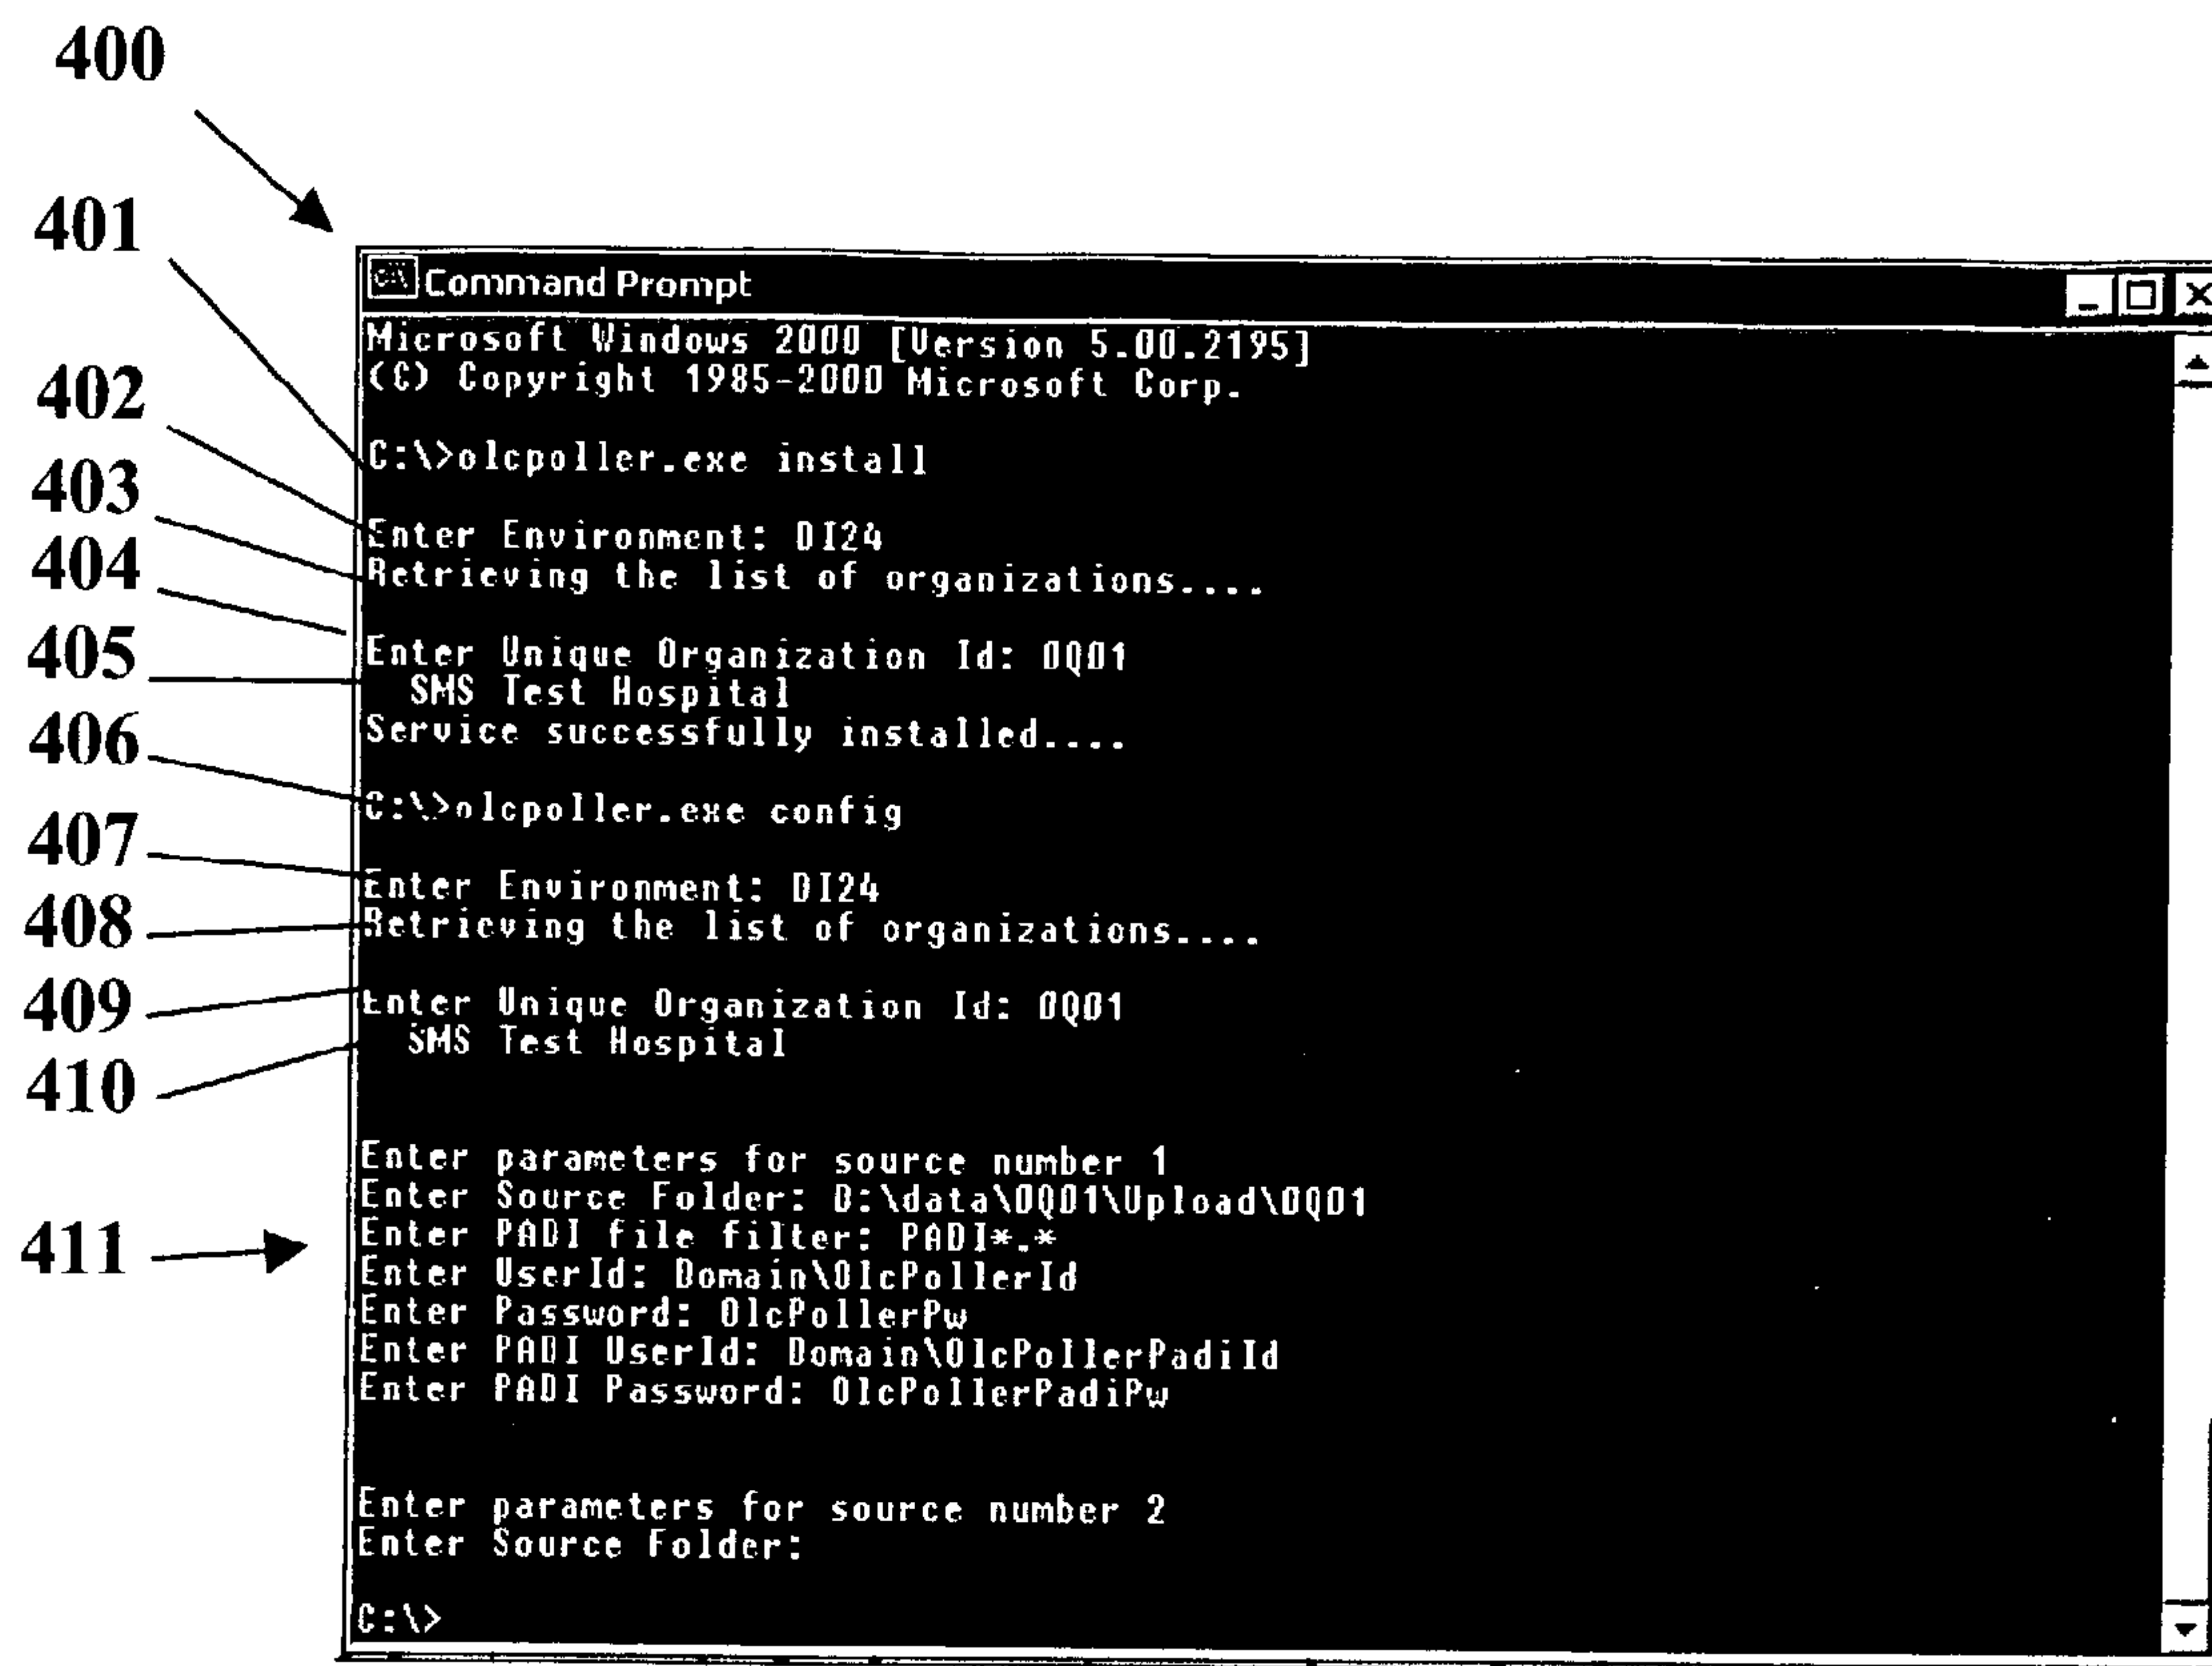 400
401
402
403
404
405
406
407
408
409
410
411
C:\ Command Prompt
Microsoft Windows 2000 [Version 5.00.2195]
(C) Copyright 1985-2000 Microsoft Corp.
C:\>olcpoller.exe install
Enter Environment: DI24
Retrieving the list of organizations....
Enter Unique Organization Id: 0Q01
SMS Test Hospital
Service successfully installed....
C:\>olcpoller.exe config
Enter Environment: DI24
Retrieving the list of organizations....
Enter Unique Organization Id: 0Q01
SMS Test Hospital
Enter parameters for source number 1
Enter Source Folder: D:\data\0Q01\Upload\0Q01
Enter PADI file filter: PADI*.*
Enter UserId: Domain\OlcPollerId
Enter Password: OlcPollerPw
Enter PADI UserId: Domain\OlcPollerPadiId
Enter PADI Password: OlcPollerPadiPw
Enter parameters for source number 2
Enter Source Folder:
C:\>